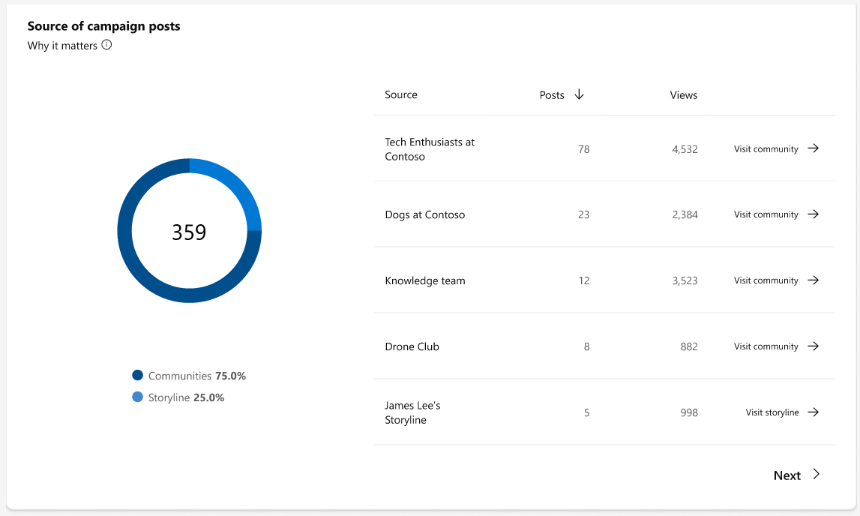 Source of campaign posts
Why it matters
Source Posts Views
Tech Enthusiasts at
Contoso
78 4,532 Visit community
Dogs at Contoso 23 2,384 Visit community
359
Knowledge team 12 3,523 Visit community
Drone Club 8 882 Visit community
Communities 75.0%
Storyline 25.0%
James Lee's
Storyline
5 998 Visit storyline
Next